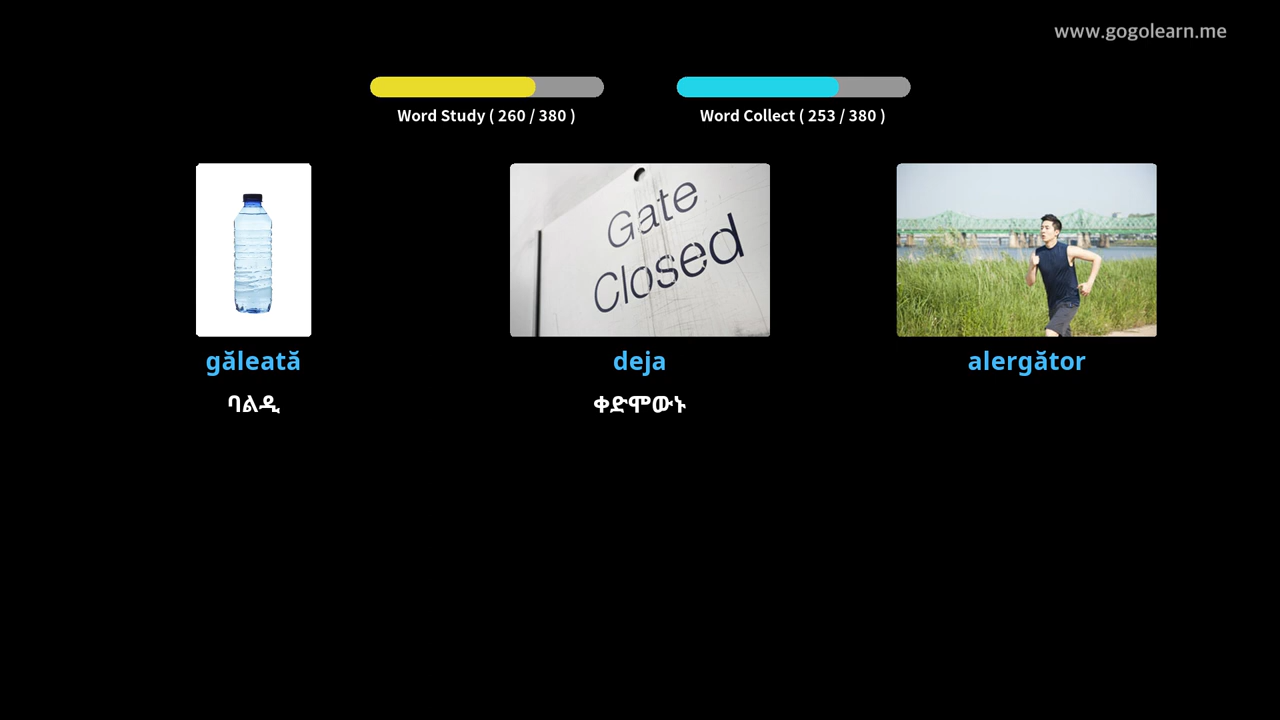 www.gogolearn.me
Word Study ( 260 / 380 )
Word Collect ( 253 / 380 )
Gate
Closed
găleată
deja
alergător
ባልዲ
ቀድሞውኑ